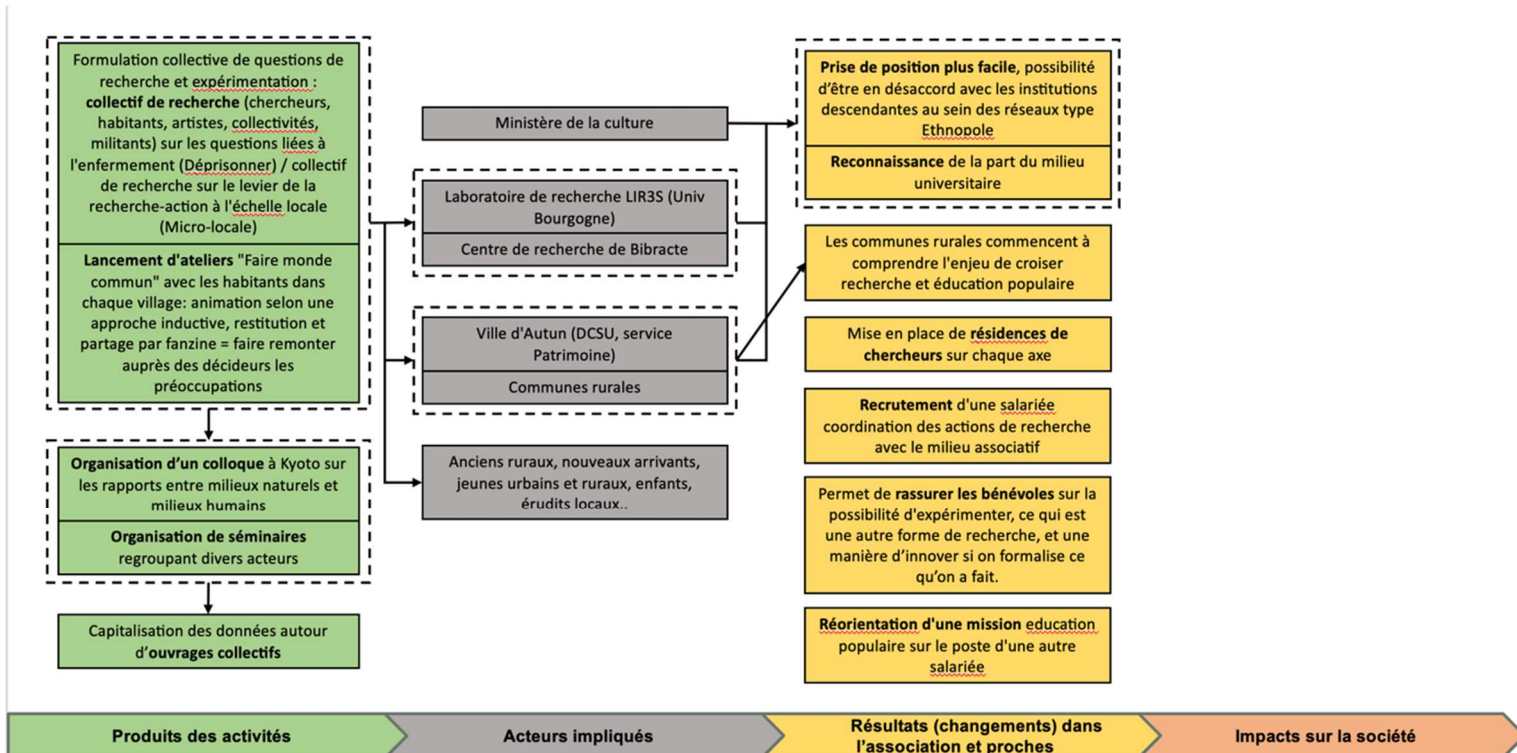 Formulation collective de questions de
recherche et expérimentation :
collectif de recherche (chercheurs,
habitants, artistes, collectivités,
militants) sur les questions liées à
l'enfermement (Déprisonner) / collectif
de recherche sur le levier de la
recherche-action à l'échelle locale
(Micro-locale)
Lancement d'ateliers "Faire monde
commun" avec les habitants dans
chaque village: animation selon une
approche inductive, restitution et
partage par fanzine = faire remonter
auprès des décideurs les
préoccupations
Organisation d'un colloque à Kyoto sur
les rapports entre milieux naturels et
milieux humains
Organisation de séminaires
regroupant divers acteurs
Capitalisation des données autour
d'ouvrages collectifs
Ministère de la culture
Laboratoire de recherche LIR3S (Univ
Bourgogne)
Centre de recherche de Bibracte
Ville d'Autun (DCSU, service
Patrimoine)
Communes rurales
Anciens ruraux, nouveaux arrivants,
jeunes urbains et ruraux, enfants,
érudits locaux..
Prise de position plus facile, possibilité
d'être en désaccord avec les institutions
descendantes au sein des réseaux type
Ethnopole
Reconnaissance de la part du milieu
universitaire
Les communes rurales commencent à
comprendre l'enjeu de croiser
recherche et éducation populaire
Mise en place de résidences de
chercheurs sur chaque axe
Recrutement d'une salariée
coordination des actions de recherche
avec le milieu associatif
Permet de rassurer les bénévoles sur la
possibilité d'expérimenter, ce qui est
une autre forme de recherche, et une
manière d'innover si on formalise ce
qu'on a fait.
Réorientation d'une mission education
populaire sur le poste d'une autre
salariée
Produits des activités
Acteurs impliqués
Résultats (changements) dans
l'association et proches
Impacts sur la société